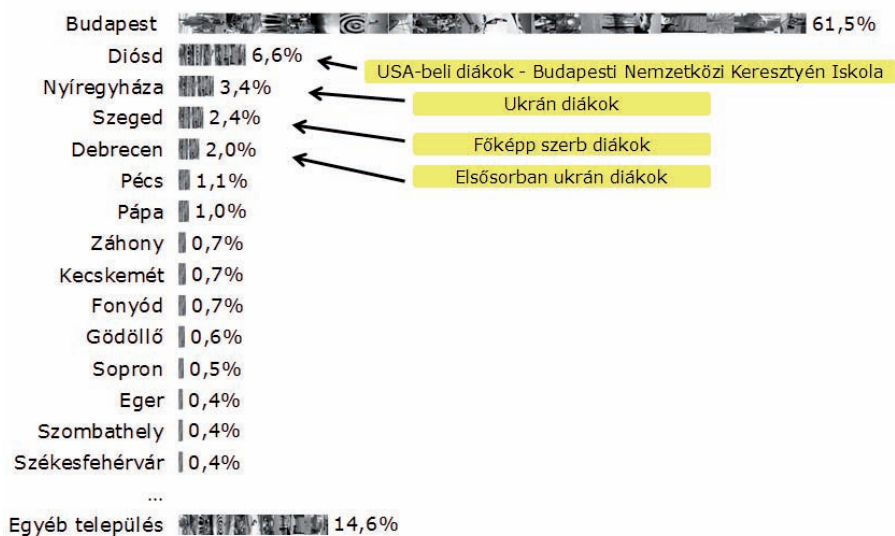 Budapest 61,5%
Diósd 6,6%
USA-beli diákok - Budapesti Nemzetközi Keresztyén Iskola
Nyíregyháza 3,4%
Ukrán diákok
Szeged 2,4%
Főképp szerb diákok
Debrecen 2,0%
Elsősorban ukrán diákok
Pécs 1,1%
Pápa 1,0%
Záhony 0,7%
Kecskemét 0,7%
Fonyód 0,7%
Gödöllő 0,6%
Sopron 0,5%
Eger 0,4%
Szombathely 0,4%
Székesfehérvár 0,4%
...
Egyéb település 14,6%